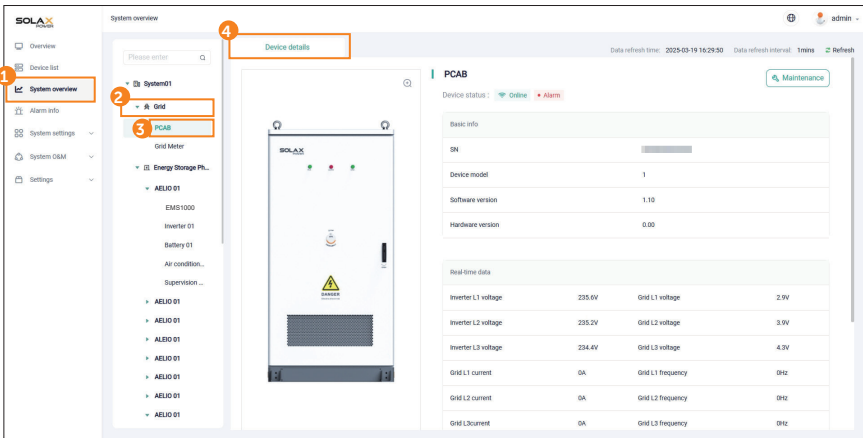 SOLAX
POWER
System overview
admin
Overview
Device list
1
System overview
Alarm info
System settings
System O&M
Settings
Please enter
System01
2
Grid
3
PCAB
Grid Meter
Energy Storage Ph...
AELIO 01
EMS1000
Inverter 01
Battery 01
Air condition...
Supervision ...
AELIO 01
AELIO 01
ALEIO 01
AELIO 01
AELIO 01
AELIO 01
AELIO 01
4
Device details
Data refresh time: 2025-03-19 16:29:50 Data refresh interval: 1mins Refresh
SOLAX
DANGER
PCAB
Maintenance
Device status : Online Alarm
Basic info
SN
Device model 1
Software version 1.10
Hardware version 0.00
Real-time data
Inverter L1 voltage 235.6V Grid L1 voltage 2.9V
Inverter L2 voltage 235.2V Grid L2 voltage 3.9V
Inverter L3 voltage 234.4V Grid L3 voltage 4.3V
Grid L1 current 0A Grid L1 frequency 0Hz
Grid L2 current 0A Grid L2 frequency 0Hz
Grid L3current 0A Grid L3 frequency 0Hz